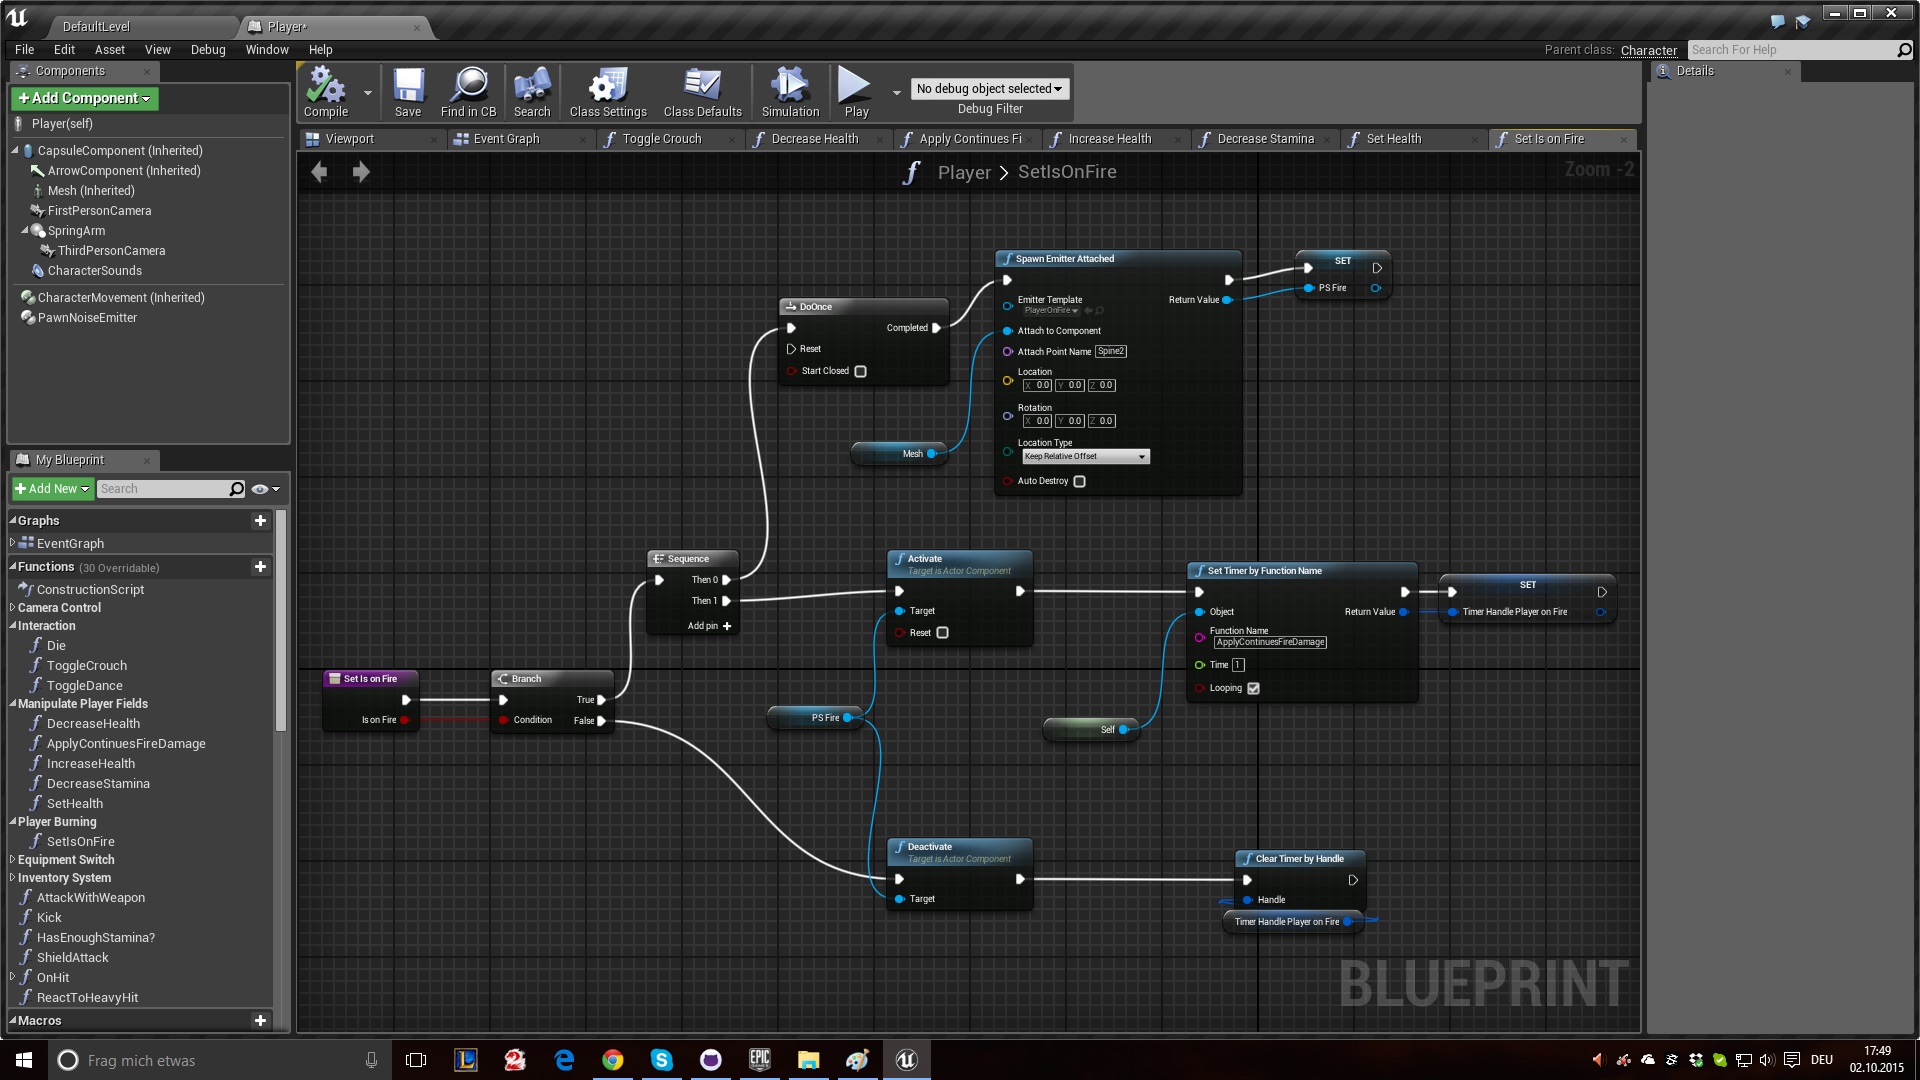 DefaultLevel
Player*
File Edit Asset View Debug Window Help
Parent class: Character
Search For Help
Components
Details
+Add Component
Compile
Save
Find in CB
Search
Class Settings
Class Defaults
Simulation
Play
No debug object selected
Debug Filter
Player(self)
CapsuleComponent (Inherited)
ArrowComponent (Inherited)
Mesh (Inherited)
FirstPersonCamera
SpringArm
ThirdPersonCamera
CharacterSounds
CharacterMovement (Inherited)
PawnNoiseEmitter
Viewport
Event Graph
Toggle Crouch
Decrease Health
Apply Continues Fi
Increase Health
Decrease Stamina
Set Health
Set Is on Fire
Player > SetIsOnFire
Zoom -2
My Blueprint
+Add New
Search
Graphs
EventGraph
Functions (30 Overridable)
ConstructionScript
Camera Control
Interaction
Die
ToggleCrouch
ToggleDance
Manipulate Player Fields
DecreaseHealth
ApplyContinuesFireDamage
IncreaseHealth
DecreaseStamina
SetHealth
Player Burning
SetIsOnFire
Equipment Switch
Inventory System
AttackWithWeapon
Kick
HasEnoughStamina?
ShieldAttack
OnHit
ReactToHeavyHit
Macros
Spawn Emitter Attached
Emitter Template
PlayerOnFire
Return Value
Attach to Component
Attach Point Name Spine2
Location
X 0.0 Y 0.0 Z 0.0
Rotation
X 0.0 Y 0.0 Z 0.0
Location Type
Keep Relative Offset
Auto Destroy
SET
PS Fire
DoOnce
Completed
Reset
Start Closed
Mesh
Sequence
Then 0
Then 1
Add pin +
Activate
Target is Actor Component
Target
Reset
Set Timer by Function Name
Object
Return Value
Function Name
ApplyContinuesFireDamage
Time 1
Looping
SET
Timer Handle Player on Fire
Set Is on Fire
Is on Fire
Branch
True
Condition
False
PS Fire
Self
Deactivate
Target is Actor Component
Target
Clear Timer by Handle
Handle
Timer Handle Player on Fire
BLUEPRINT
Frag mich etwas
EPIC
GAMES
DEU
17:49
02.10.2015